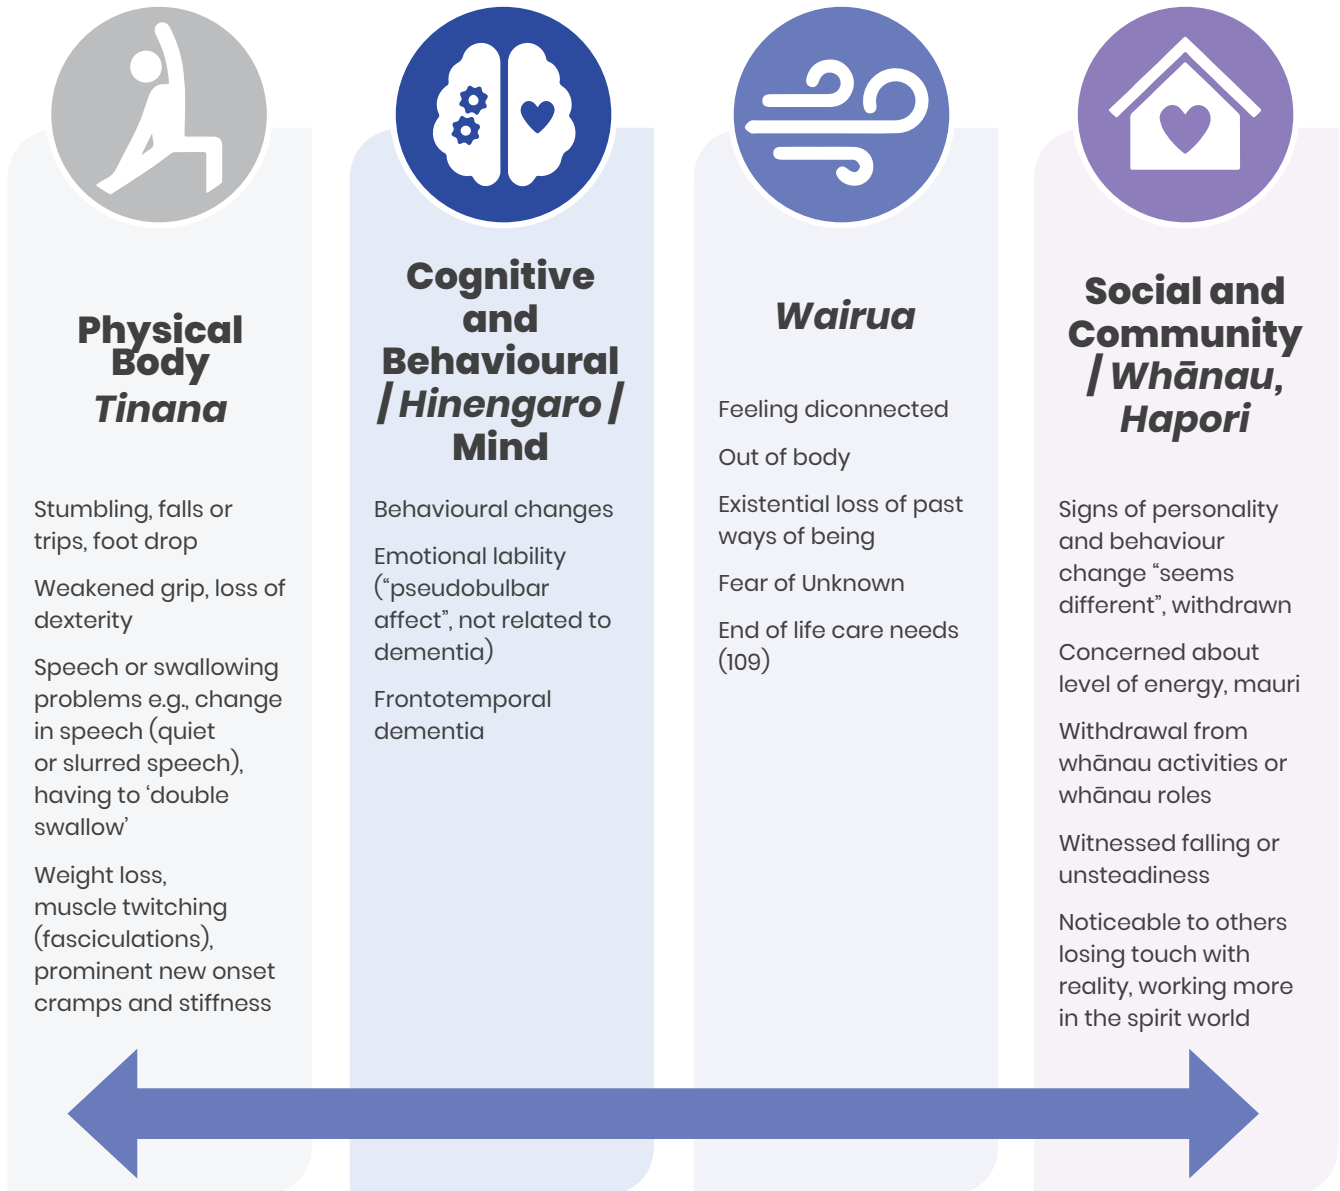 Physical
Body
Tinana
Stumbling, falls or
trips, foot drop
Weakened grip, loss of
dexterity
Speech or swallowing
problems e.g., change
in speech (quiet
or slurred speech),
having to ‘double
swallow’
Weight loss,
muscle twitching
(fasciculations),
prominent new onset
cramps and stiffness
Cognitive
and
Behavioural
/ Hinengaro /
Mind
Behavioural changes
Emotional lability
(“pseudobulbar
affect”, not related to
dementia)
Frontotemporal
dementia
Wairua
Feeling diconnected
Out of body
Existential loss of past
ways of being
Fear of Unknown
End of life care needs
(109)
Social and
Community
/ Whānau,
Hapori
Signs of personality
and behaviour
change “seems
different”, withdrawn
Concerned about
level of energy, mauri
Withdrawal from
whānau activities or
whānau roles
Witnessed falling or
unsteadiness
Noticeable to others
losing touch with
reality, working more
in the spirit world